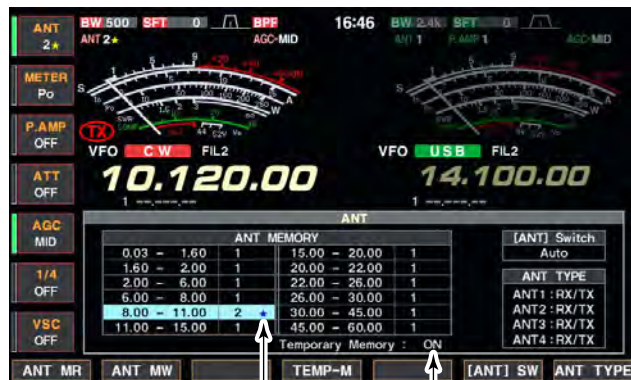 ANT 2★ BW 500 SFT 0 BPF 16:46 BW 2.4k SFT 0
ANT 2★ AGC-MID ANT 1 P.AMP 1 AGC-MID
METER Po
P.AMP OFF TX
VFO CW FIL2 VFO USB FIL2
ATT OFF
10.120.00 14.100.00
1 --.---.-- 1 --.---.--
AGC MID
ANT
ANT MEMORY [ANT] Switch
0.03 - 1.60 1 15.00 - 20.00 1 Auto
1.60 - 2.00 1 20.00 - 22.00 1
1/4 OFF
2.00 - 6.00 1 22.00 - 26.00 1 ANT TYPE
6.00 - 8.00 1 26.00 - 30.00 1 ANT1:RX/TX
8.00 - 11.00 2 ★ 30.00 - 45.00 1 ANT2:RX/TX
VSC OFF
11.00 - 15.00 1 45.00 - 60.00 1 ANT3:RX/TX
Temporary Memory : ON ANT4:RX/TX
ANT MR ANT MW TEMP-M [ANT] SW ANT TYPE